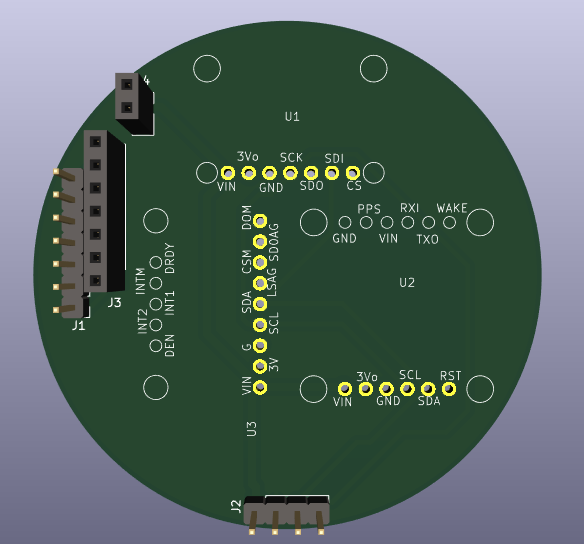 4
U1
3Vo SCK SDI
VIN GND SDO CS
DOM
SDOAG
CSM
LSAG
SDA
SCL
G
3V
VIN
U3
PPS RXI WAKE
GND VIN TXO
U2
3Vo SCL RST
VIN GND SDA
DRDY
INTM
INT1
INT2
DEN
J3
J1
J2